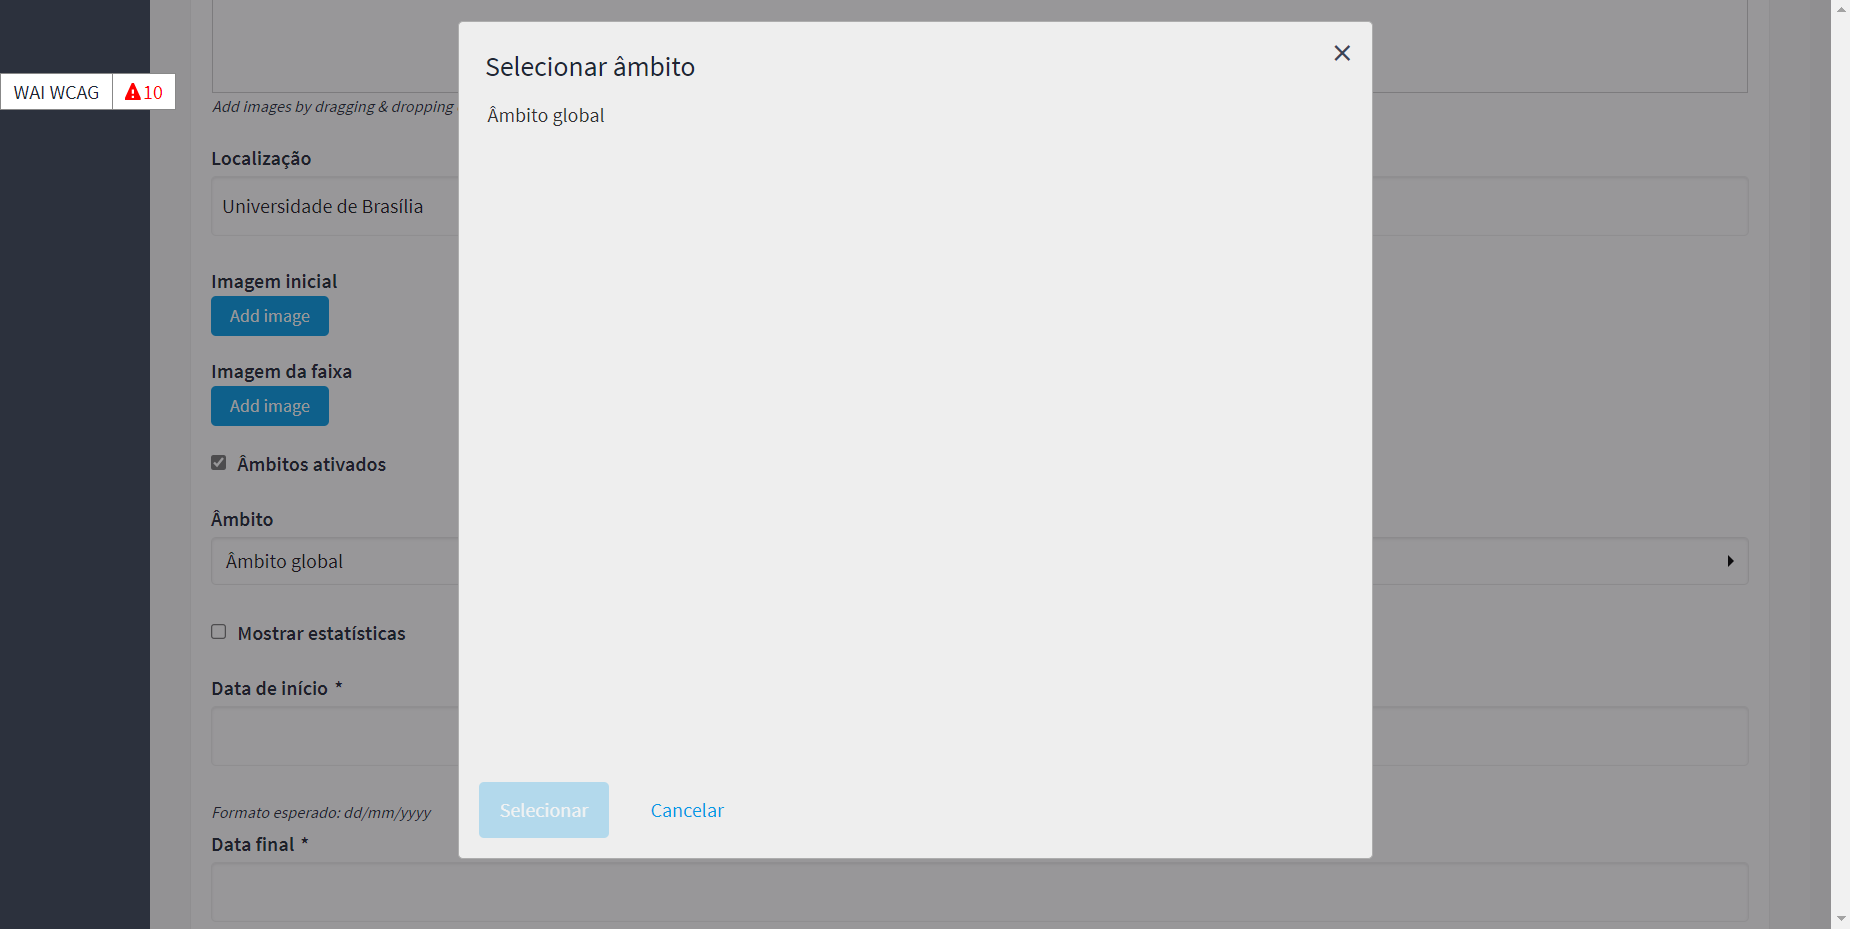 Selecionar âmbito
Âmbito global
WAI WCAG 10
Add images by dragging & dropping
Localização
Universidade de Brasília
Imagem inicial
Add image
Imagem da faixa
Add image
Âmbitos ativados
Âmbito
Âmbito global
Mostrar estatísticas
Data de início *
Formato esperado: dd/mm/yyyy
Data final *
Selecionar
Cancelar